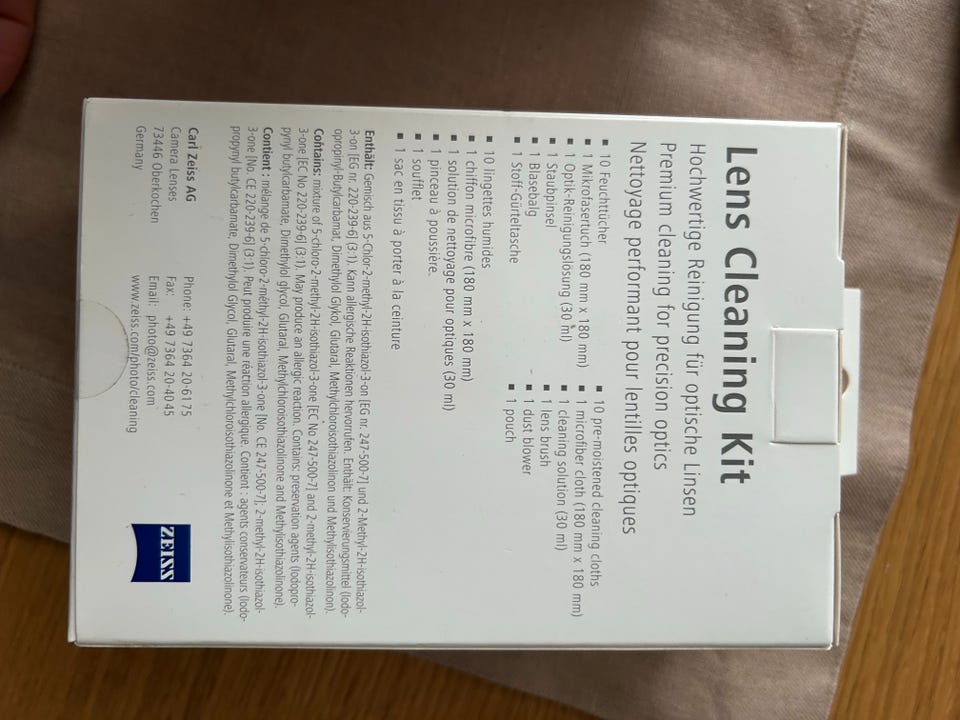 Lens Cleaning Kit
Hochwertige Reinigung für optische Linsen
Premium cleaning for precision optics
Nettoyage performant pour lentilles optiques
▪ 10 Feuchttücher
▪ 1 Mikrofasertuch (180 mm x 180 mm)
▪ 1 Optik-Reinigungslösung (30 ml)
▪ 1 Staubpinsel
▪ 1 Blasebalg
▪ 1 Stoff-Gürteltasche
▪ 10 pre-moistened cleaning cloths
▪ 1 microfiber cloth (180 mm x 180 mm)
▪ 1 cleaning solution (30 ml)
▪ 1 lens brush
▪ 1 dust blower
▪ 1 pouch
▪ 10 lingettes humides
▪ 1 chiffon microfibre (180 mm x 180 mm)
▪ 1 solution de nettoyage pour optiques (30 ml)
▪ 1 pinceau à poussière.
▪ 1 soufflet
▪ 1 sac en tissu à porter à la ceinture
Enthält: Gemisch aus 5-Chlor-2-methyl-2H-isothiazol-3-on [EG nr. 247-500-7] und 2-Methyl-2H-isothiazol-
3-on [EG nr. 220-239-6] (3:1). Kann allergische Reaktionen hervorrufen. Enthält: Konservierungsmittel (Iodo-
opropinyl-Butylcarbamat, Dimethylol Glykol, Glutaral, Methylchloroisothiazolinon und Methylisothiazolinon).
Contains: mixture of 5-chloro-2-methyl-2H-isothiazol-3-one [EC No 247-500-7] and 2-methyl-2H-isothiazol-
3-one [EC No 220-239-6] (3:1). May produce an allergic reaction. Contains: preservation agents (Iodopro-
pynyl butylcarbamate, Dimethylol glycol, Glutaral, Methylchloroisothiazolinone and Methylisothiazolinone).
Contient : mélange de 5-chloro-2-méthyl-2H-isothiazol-3-one [No. CE 247-500-7]; 2-methyl-2H-isothiazol-
3-one [No. CE 220-239-6] (3:1). Peut produire une réaction allergique. Contient : agents conservateurs (Iodo-
propynyl butylcarbamate, Dimethylol Glycol, Glutaral, Methylchloroisothiazolinone et Methylisothiazolinone).
Carl Zeiss AG
Camera Lenses
73446 Oberkochen
Germany
Phone: +49 7364 20-6175
Fax: +49 7364 20-4045
Email: photo@zeiss.com
www.zeiss.com/photo/cleaning
ZEISS